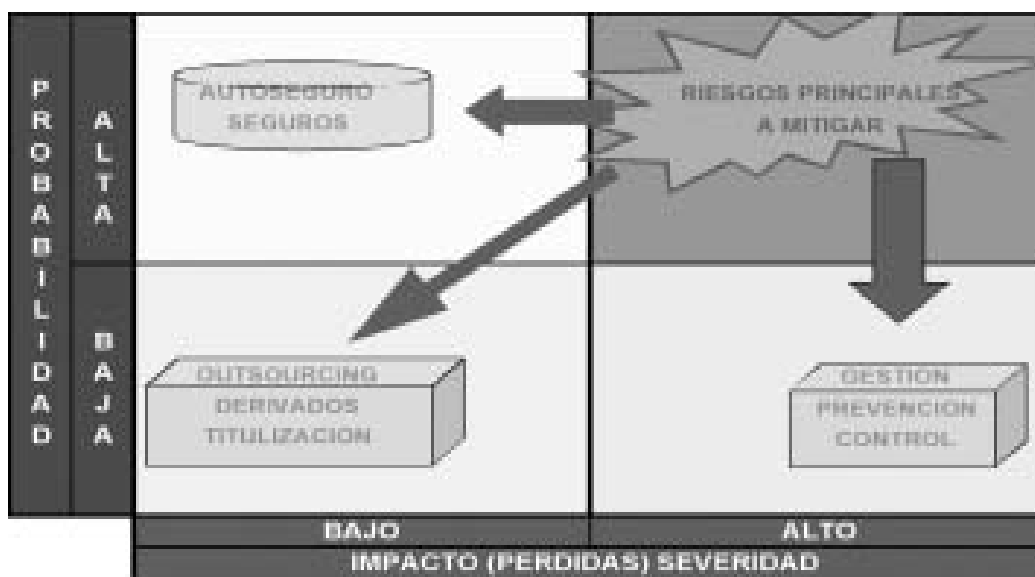 PROBABILIDAD
ALTA
BAJA
AUTOSEGURO
SEGUROS
RIESGOS PRINCIPALES
A MITIGAR
OUTSOURCING
DERIVADOS
TITULIZACION
GESTION
PREVENCION
CONTROL.
BAJO
ALTO
IMPACTO (PERDIDAS) SEVERIDAD